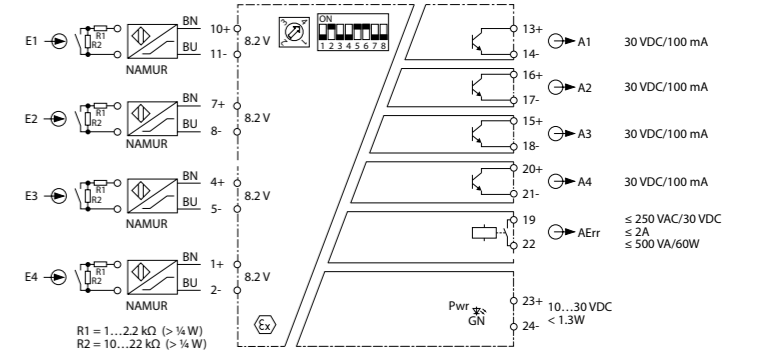 E1
R1
R2
NAMUR
BN 10+
BU 11-
8.2 V
E2
R1
R2
NAMUR
BN 7+
BU 8-
8.2 V
E3
R1
R2
NAMUR
BN 4+
BU 5-
8.2 V
E4
R1
R2
NAMUR
BN 1+
BU 2-
8.2 V
R1 = 1…2.2 kΩ (> ¼ W)
R2 = 10…22 kΩ (> ¼ W)
ON
1 2 3 4 5 6 7 8
εx
13+
14-
A1 30 VDC/100 mA
16+
17-
A2 30 VDC/100 mA
15+
18-
A3 30 VDC/100 mA
20+
21-
A4 30 VDC/100 mA
19
22
AErr
≤ 250 VAC/30 VDC
≤ 2A
≤ 500 VA/60W
Pwr
GN
23+
24-
10…30 VDC
< 1.3W